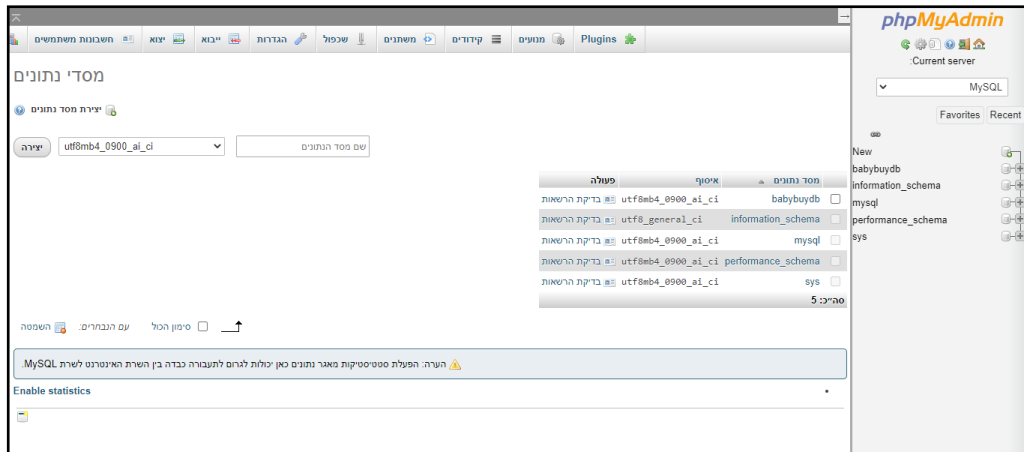 phpMyAdmin
Current server:
MySQL
Recent Favorites
New
babybuydb
information_schema
mysql
performance_schema
sys
Plugins מנועים קידודים משתנים שכפול הגדרות ייבוא יצוא חשבונות משתמשים
מסדי נתונים
יצירת מסד נתונים
שם מסד הנתונים utf8mb4_0900_ai_ci יצירה
מסד נתונים איסוף פעולה
babybuydb utf8mb4_0900_ai_ci בדיקת הרשאות
information_schema utf8_general_ci בדיקת הרשאות
mysql utf8mb4_0900_ai_ci בדיקת הרשאות
performance_schema utf8mb4_0900_ai_ci בדיקת הרשאות
sys utf8mb4_0900_ai_ci בדיקת הרשאות
סה״כ: 5
סימון הכול עם הנבחרים: השמטה
הערה: הפעלת סטטיסטיקות מאגר נתונים כאן יכולות לגרום לתעבורה כבדה בין השרת האינטרנט לשרת MySQL.
Enable statistics